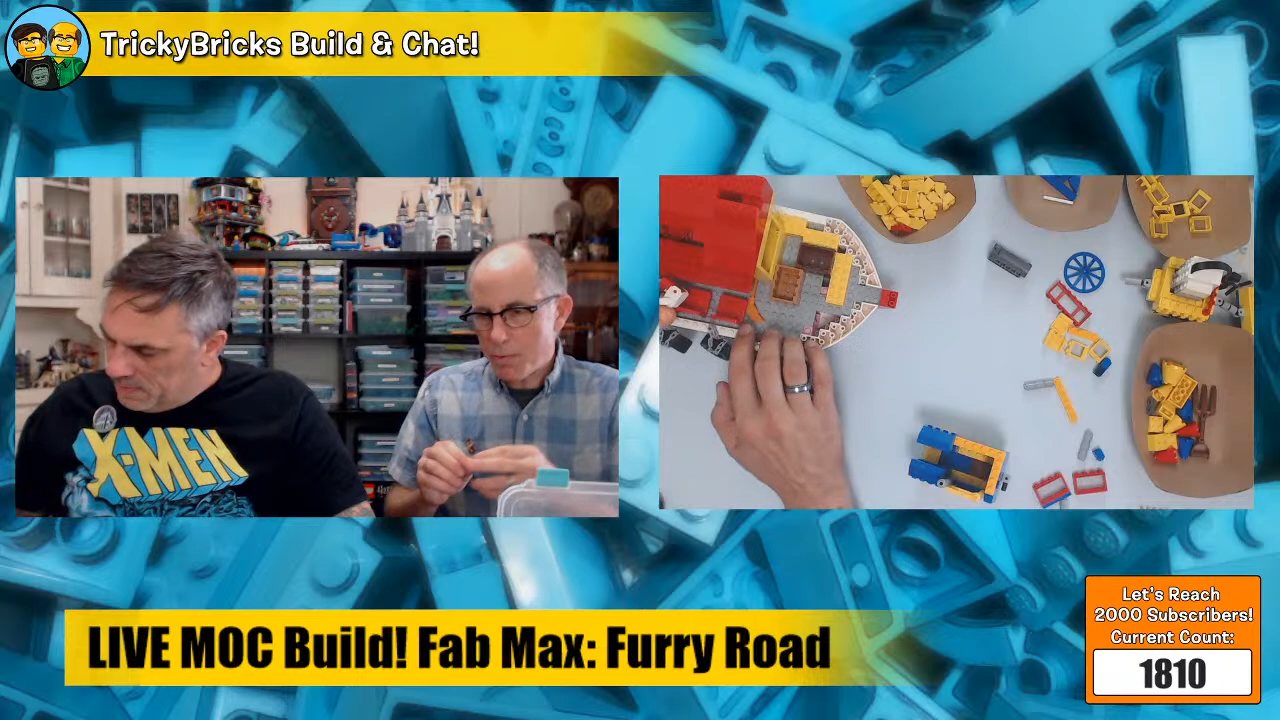 TrickyBricks Build & Chat!
X-MEN
LIVE MOC Build! Fab Max: Furry Road
Let's Reach
2000 Subscribers!
Current Count:
1810